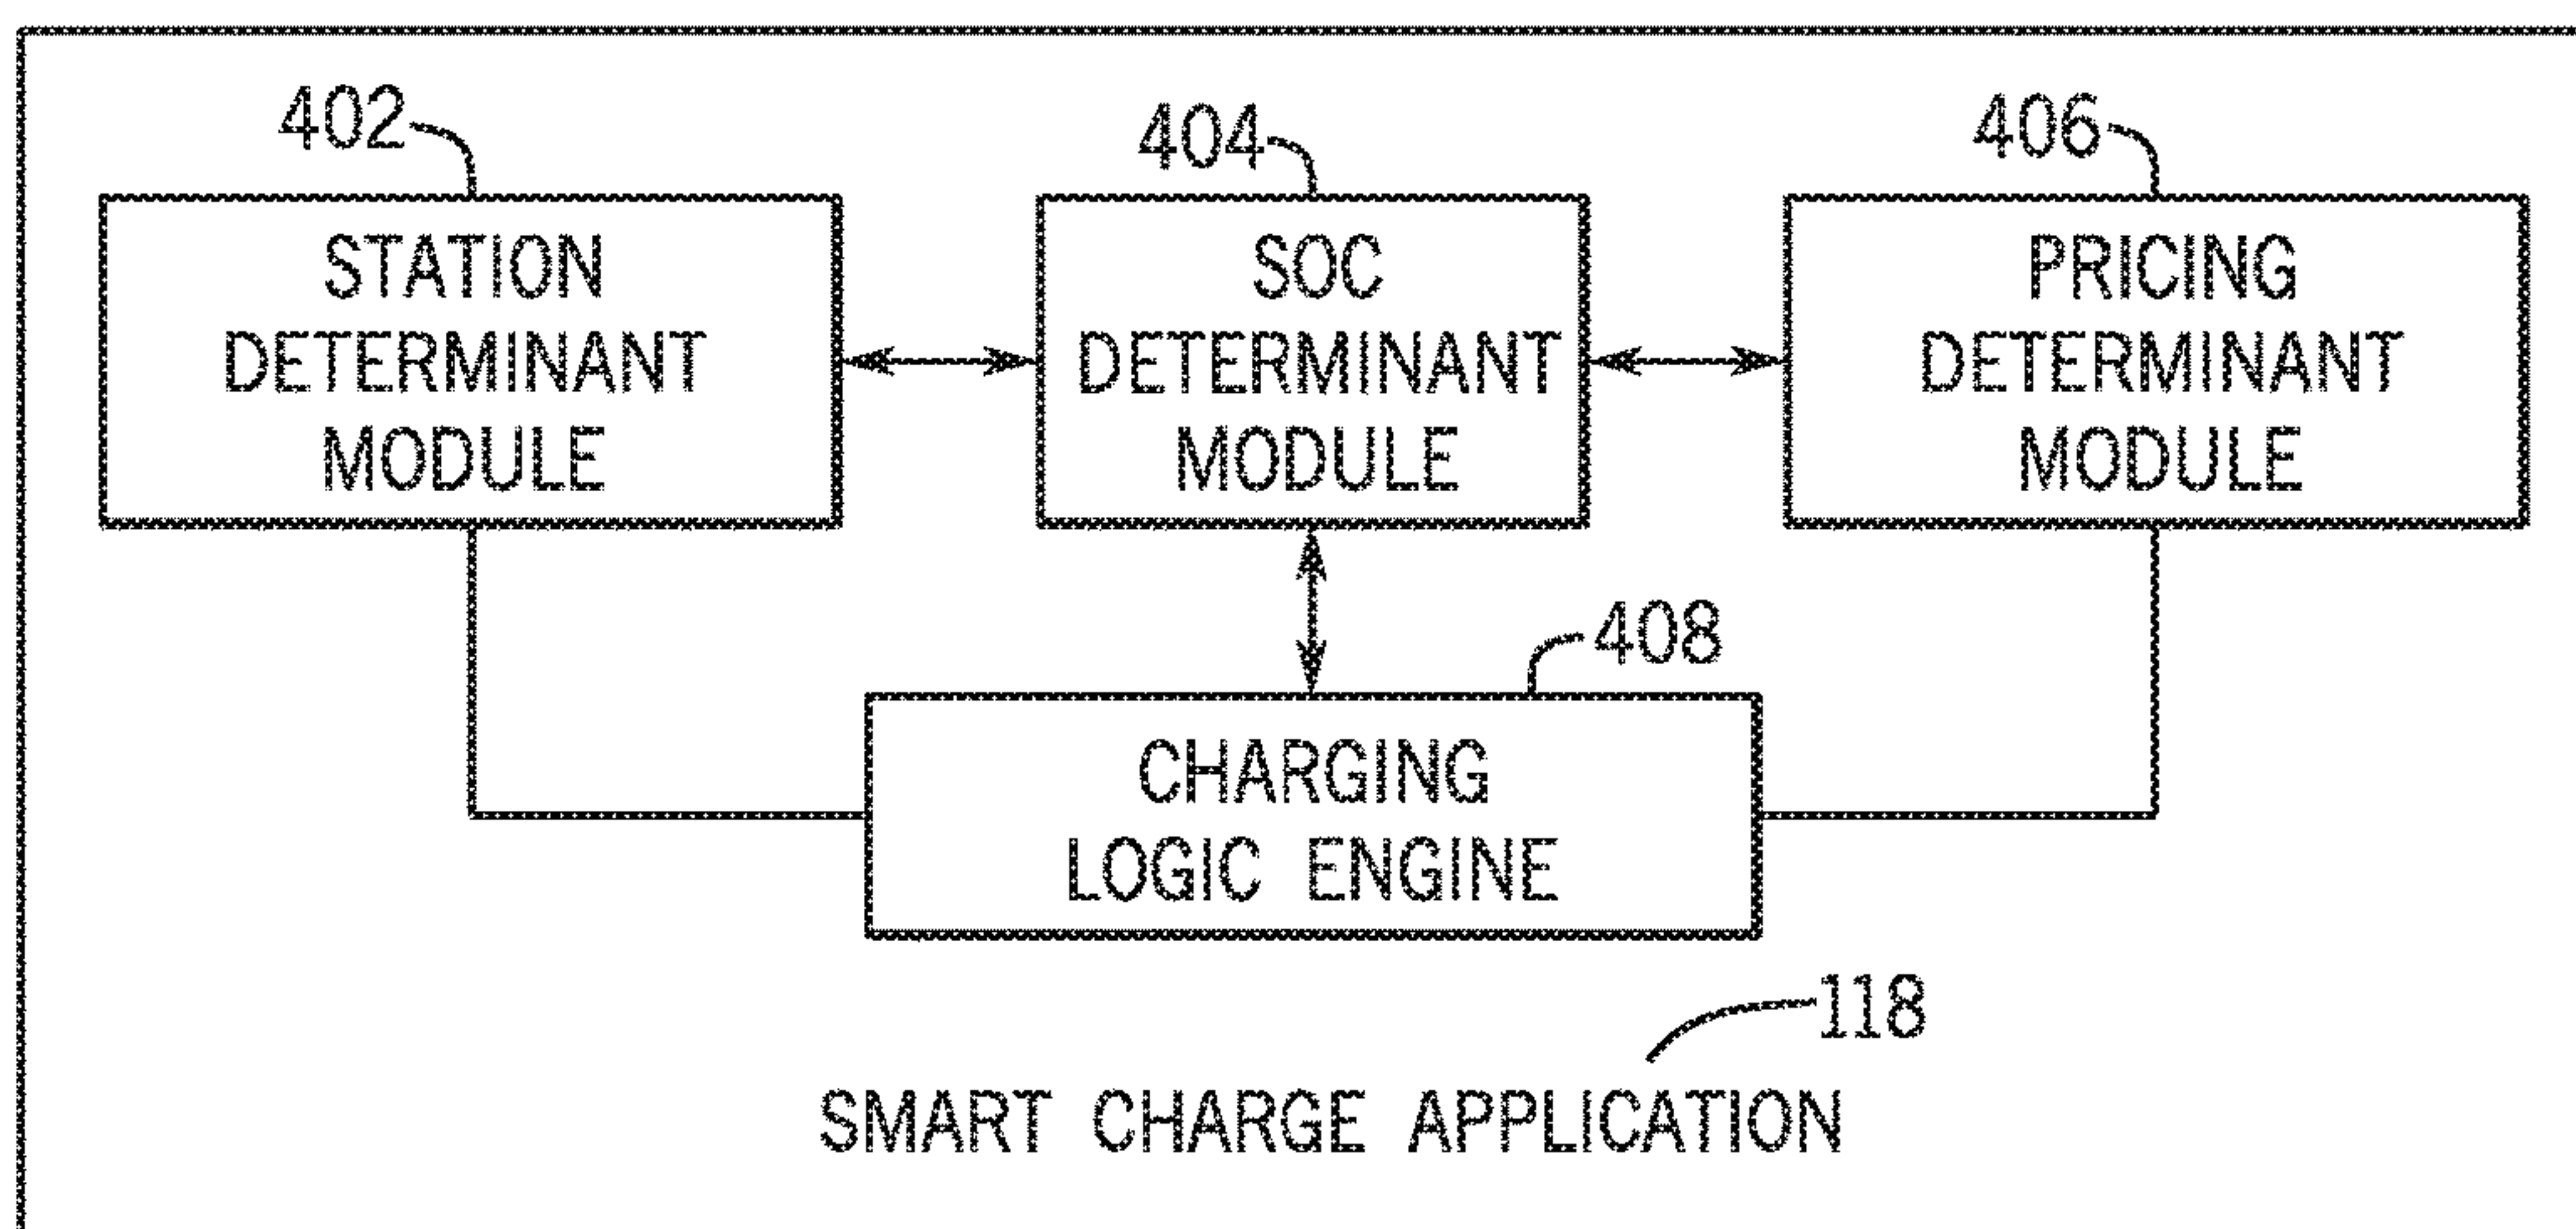 402
404
406
STATION
DETERMINANT
MODULE
SOC
DETERMINANT
MODULE
PRICING
DETERMINANT
MODULE
408
CHARGING
LOGIC ENGINE
118
SMART CHARGE APPLICATION